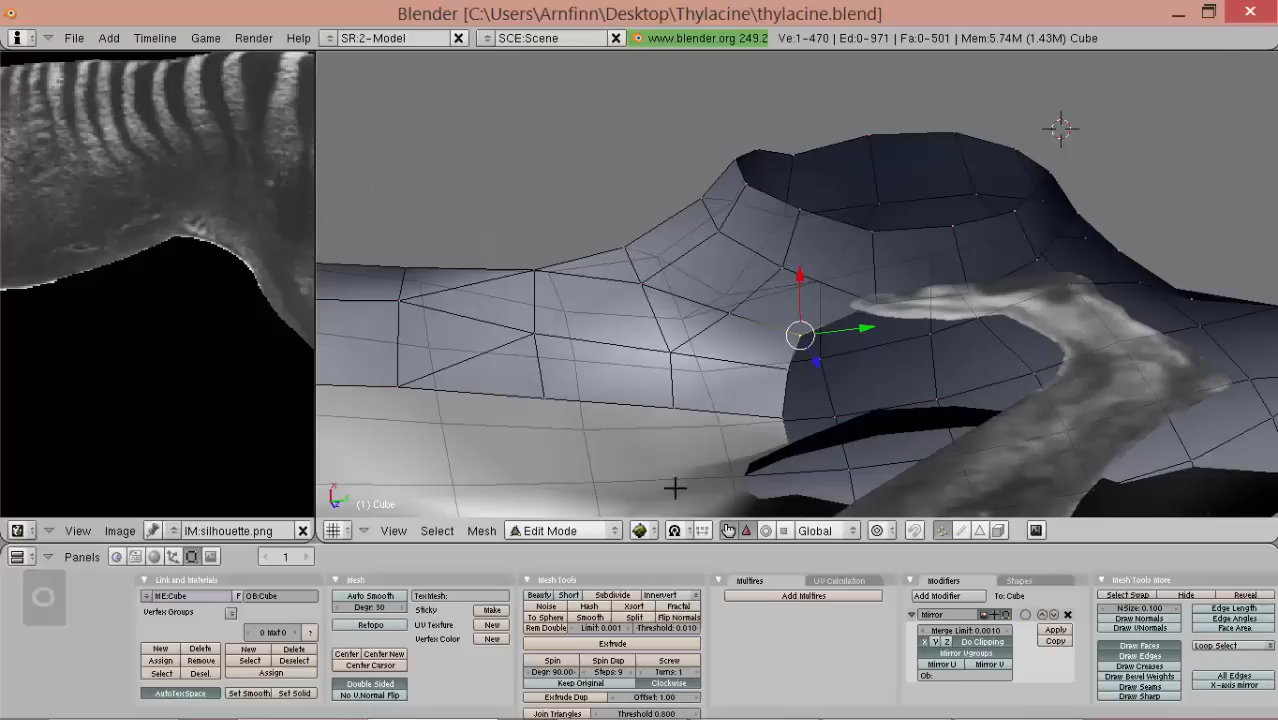 Blender [C:\Users\Arnfinn\Desktop\Thylacine\thylacine.blend]
File Add Timeline Game Render Help SR:2-Model SCE:Scene www.blender.org 249.2 Ve:1-470 | Ed:0-971 | Fa:0-501 | Mem:5.74M (1.43M) Cube
(1) Cube
View Image IM:silhouette.png View Select Mesh Edit Mode Global
Panels 1
Link and Materials Mesh Mesh Tools Multires UV Calculation Modifiers Shapes Mesh Tools More
ME:Cube F OB:Cube Auto Smooth TexMesh: Beauty Short Subdivide Innervert Add Multires Add Modifier To: Cube Select Swap Hide Reveal
Vertex Groups Degr: 30 Sticky Make Noise Hash Xsort Fractal Mirror NSize: 0.100 Edge Length
To Sphere Smooth Split Flip Normals Draw Normals Edge Angles
Retopo UV Texture New Rem Double Limit: 0.001 Threshold: 0.010 Merge Limit: 0.0010 Apply Draw VNormals Face Area
0 Mat 0 ? Vertex Color New Extrude X Y Z Do Clipping Copy Draw Faces Loop Select
New Delete New Delete Center Center New Spin Spin Dup Screw Mirror Vgroups Draw Edges
Assign Remove Select Deselect Center Cursor Degr: 90.00 Steps: 9 Turns: 1 Mirror U Mirror V Draw Creases
Select Desel. Assign Double Sided Keep Original Clockwise Ob: Draw Bevel Weights All Edges
AutoTexSpace Set Smooth Set Solid No V.Normal Flip Extrude Dup Offset: 1.00 Draw Seams X-axis mirror
Draw Sharp
Join Triangles Threshold 0.800